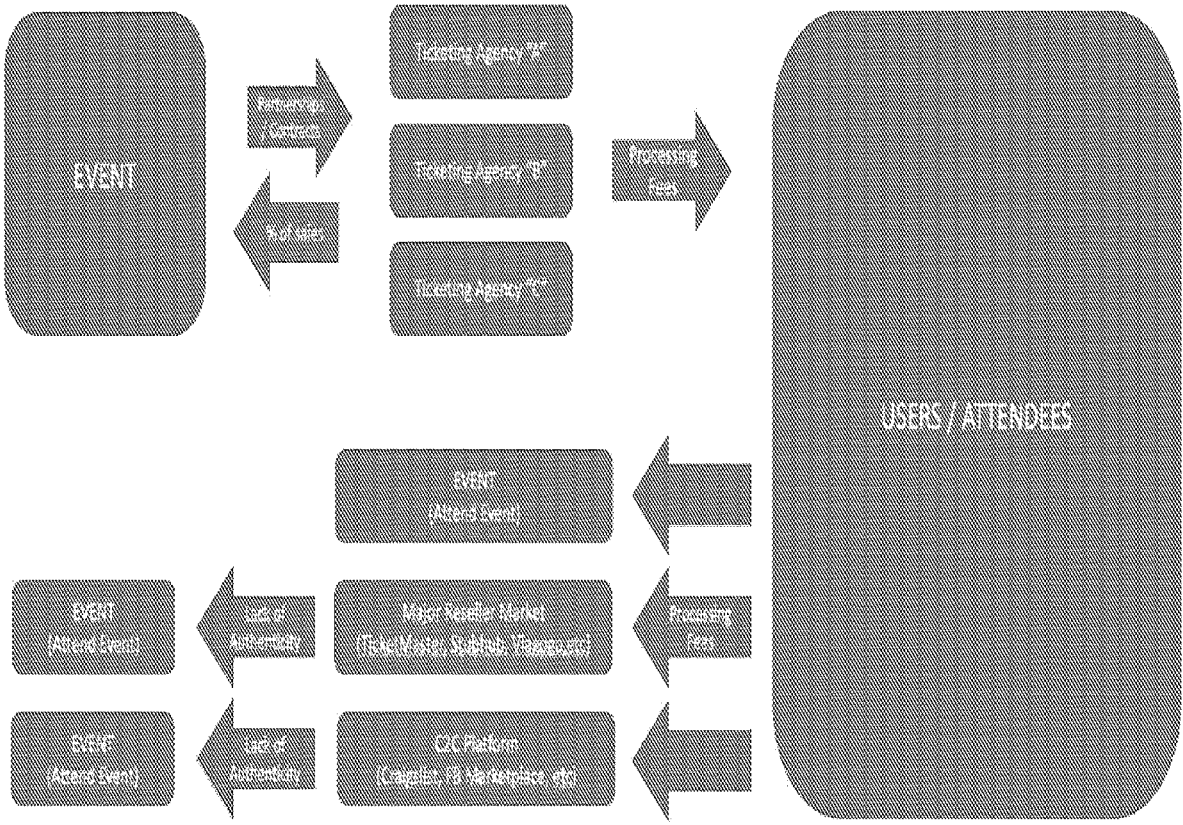 Ticketing Agency "A"
Partnership
/ Contracts
EVENT
Ticketing Agency "B"
Processing
Fees
% of sales
Ticketing Agency "C"
USERS / ATTENDEES
EVENT
(Attend Event)
EVENT
(Attend Event)
Lack of
Authenticity
Major Reseller Market
(TicketMaster, Stubhub, Viagogo, etc)
Processing
Fees
EVENT
(Attend Event)
Lack of
Authenticity
C2C Platform
(Craigslist, FB Marketplace, etc)